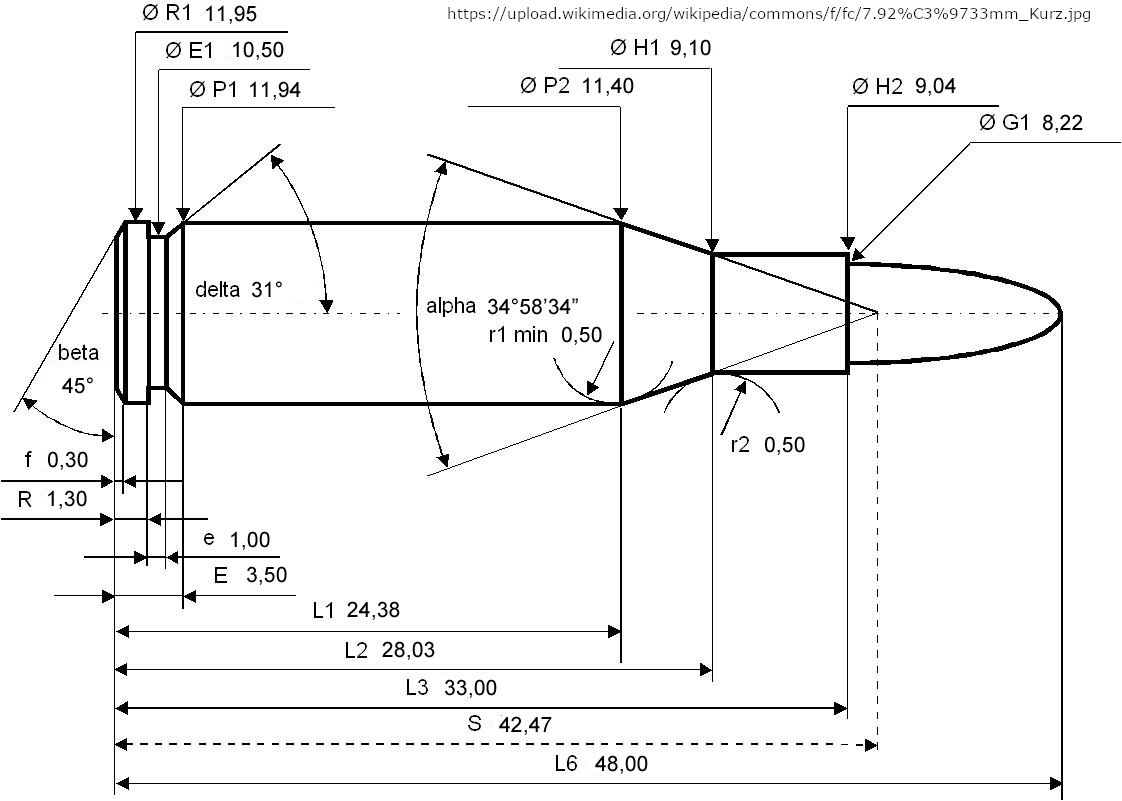 Ø R1 11,95
https://upload.wikimedia.org/wikipedia/commons/f/fc/7.92%C3%9733mm_Kurz.jpg
Ø E1 10,50
Ø H1 9,10
Ø P1 11,94
Ø P2 11,40
Ø H2 9,04
Ø G1 8,22
delta 31°
alpha 34°58’34”
r1 min 0,50
beta
45°
r2 0,50
f 0,30
R 1,30
e 1,00
E 3,50
L1 24,38
L2 28,03
L3 33,00
S 42,47
L6 48,00